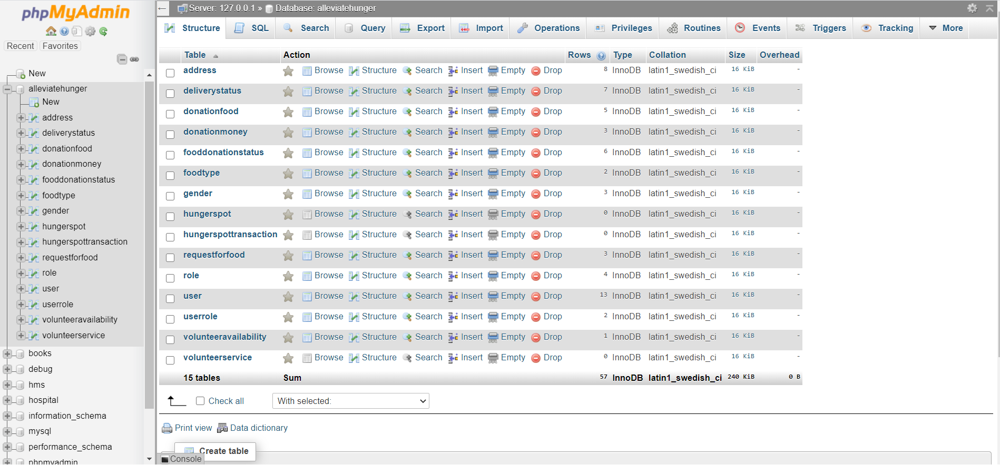 phpMyAdmin
Recent Favorites
New
alleviatehunger
New
address
deliverystatus
donationfood
donationmoney
fooddonationstatus
foodtype
gender
hungerspot
hungerspottransaction
requestforfood
role
user
userrole
volunteeravailability
volunteerservice
books
debug
hms
hospital
information_schema
mysql
performance_schema
phpmyadmin
Server: 127.0.0.1 » Database: alleviatehunger
Structure SQL Search Query Export Import Operations Privileges Routines Events Triggers Tracking More
Table Action Rows Type Collation Size Overhead
address Browse Structure Search Insert Empty Drop 8 InnoDB latin1_swedish_ci 16 KiB -
deliverystatus Browse Structure Search Insert Empty Drop 7 InnoDB latin1_swedish_ci 16 KiB -
donationfood Browse Structure Search Insert Empty Drop 5 InnoDB latin1_swedish_ci 16 KiB -
donationmoney Browse Structure Search Insert Empty Drop 3 InnoDB latin1_swedish_ci 16 KiB -
fooddonationstatus Browse Structure Search Insert Empty Drop 6 InnoDB latin1_swedish_ci 16 KiB -
foodtype Browse Structure Search Insert Empty Drop 2 InnoDB latin1_swedish_ci 16 KiB -
gender Browse Structure Search Insert Empty Drop 3 InnoDB latin1_swedish_ci 16 KiB -
hungerspot Browse Structure Search Insert Empty Drop 0 InnoDB latin1_swedish_ci 16 KiB -
hungerspottransaction Browse Structure Search Insert Empty Drop 0 InnoDB latin1_swedish_ci 16 KiB -
requestforfood Browse Structure Search Insert Empty Drop 3 InnoDB latin1_swedish_ci 16 KiB -
role Browse Structure Search Insert Empty Drop 4 InnoDB latin1_swedish_ci 16 KiB -
user Browse Structure Search Insert Empty Drop 13 InnoDB latin1_swedish_ci 16 KiB -
userrole Browse Structure Search Insert Empty Drop 2 InnoDB latin1_swedish_ci 16 KiB -
volunteeravailability Browse Structure Search Insert Empty Drop 1 InnoDB latin1_swedish_ci 16 KiB -
volunteerservice Browse Structure Search Insert Empty Drop 0 InnoDB latin1_swedish_ci 16 KiB -
15 tables Sum 57 InnoDB latin1_swedish_ci 240 KiB 0 B
Check all With selected:
Print view Data dictionary
Create table
Console